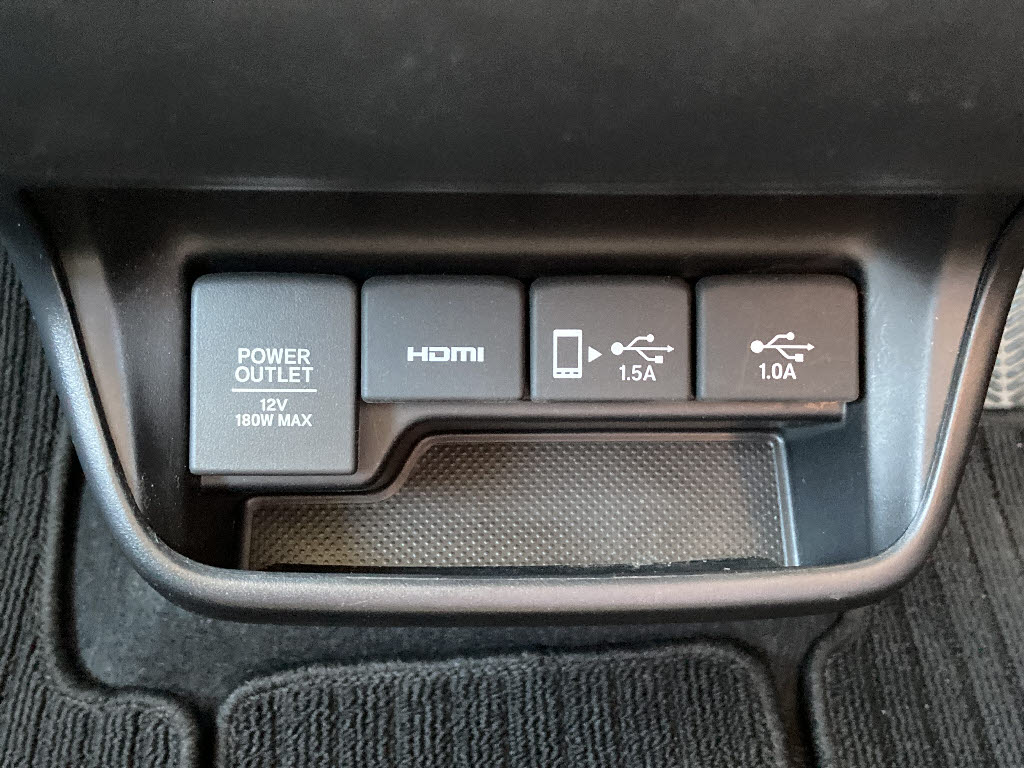 POWER
OUTLET
12V
180W MAX
HDMI
1.5A
1.0A